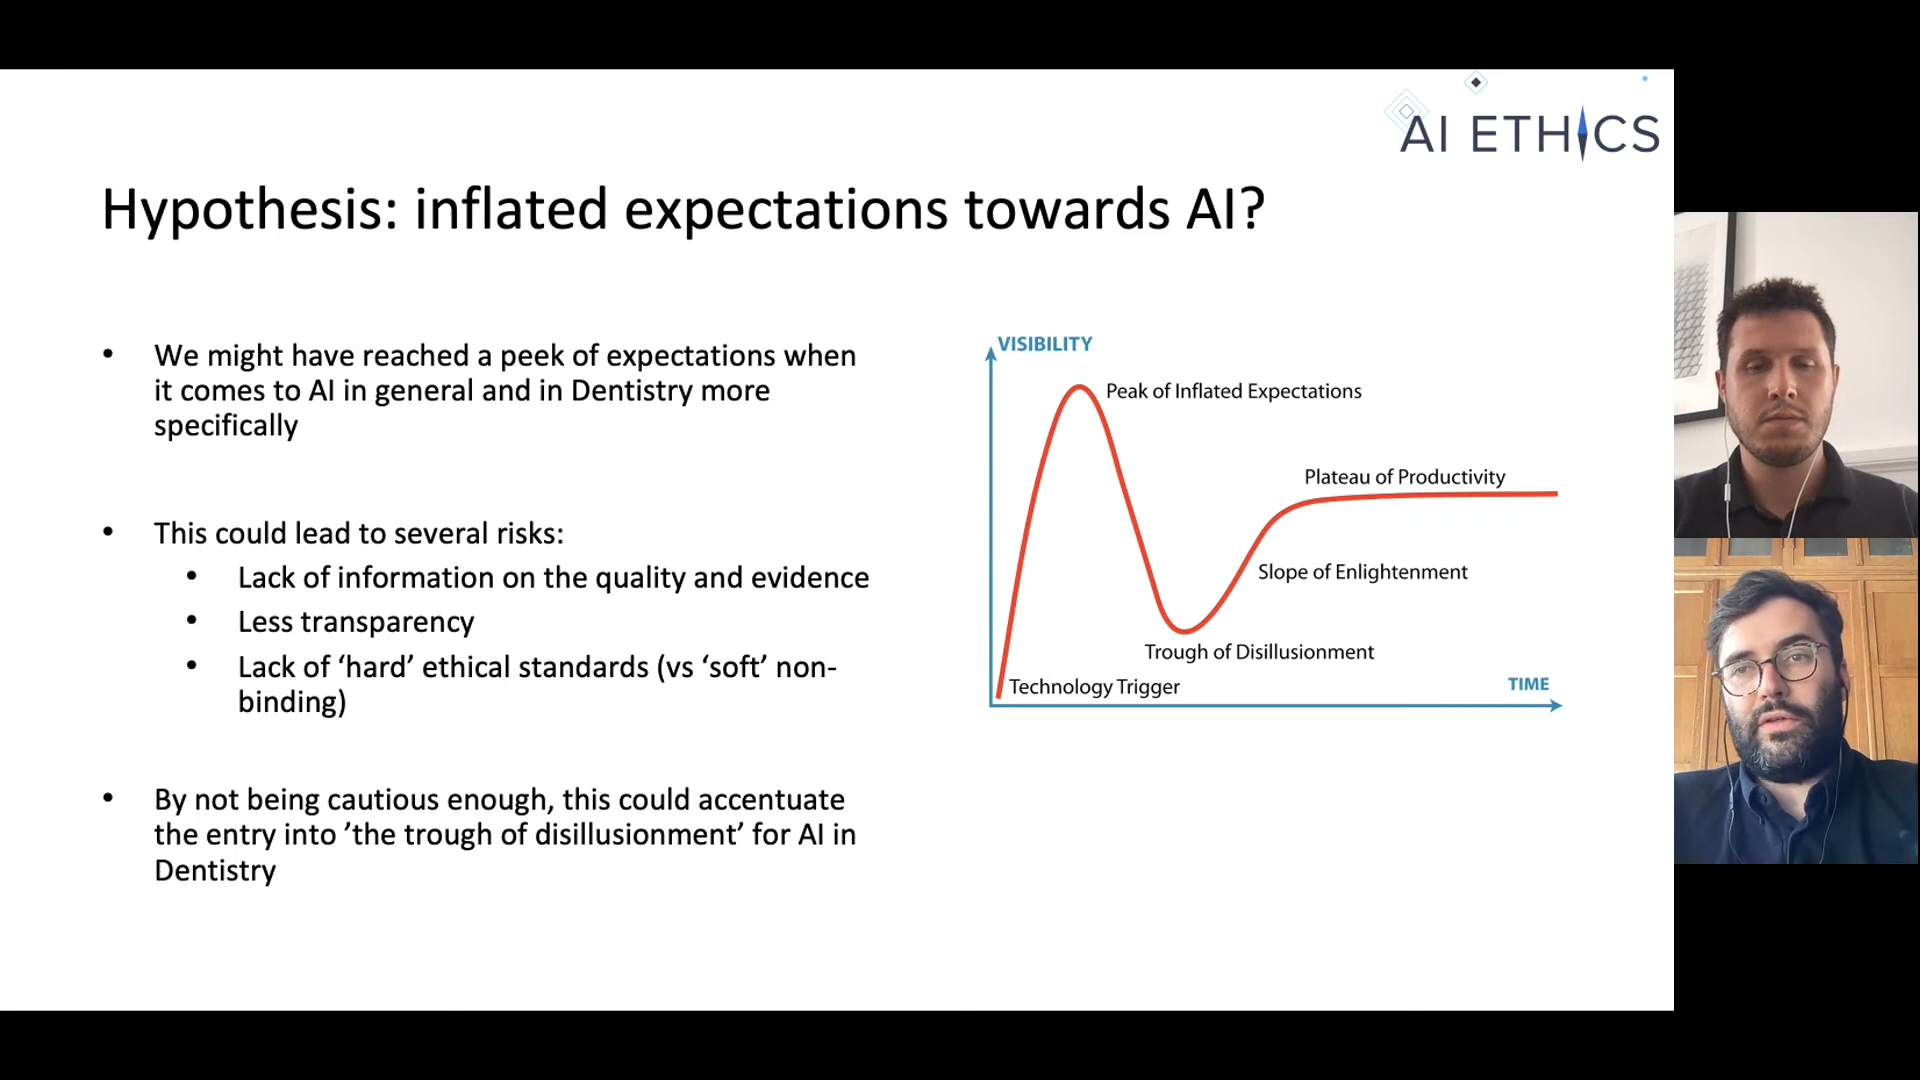 AI ETHICS
Hypothesis: inflated expectations towards AI?
• We might have reached a peek of expectations when
it comes to AI in general and in Dentistry more
specifically
• This could lead to several risks:
• Lack of information on the quality and evidence
• Less transparency
• Lack of ‘hard’ ethical standards (vs ‘soft’ non-
binding)
• By not being cautious enough, this could accentuate
the entry into ’the trough of disillusionment’ for AI in
Dentistry
VISIBILITY
Peak of Inflated Expectations
Plateau of Productivity
Slope of Enlightenment
Trough of Disillusionment
Technology Trigger
TIME